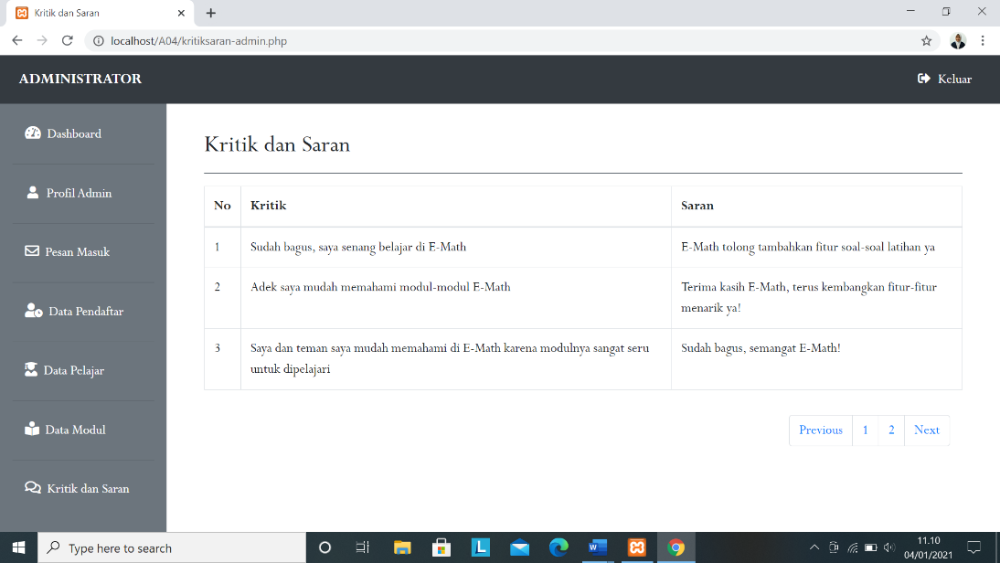 Kritik dan Saran
localhost/A04/kritiksaran-admin.php
ADMINISTRATOR
Keluar
Dashboard
Profil Admin
Pesan Masuk
Data Pendaftar
Data Pelajar
Data Modul
Kritik dan Saran
Kritik dan Saran
No Kritik Saran
1 Sudah bagus, saya senang belajar di E-Math E-Math tolong tambahkan fitur soal-soal latihan ya
2 Adek saya mudah memahami modul-modul E-Math Terima kasih E-Math, terus kembangkan fitur-fitur
menarik ya!
3 Saya dan teman saya mudah memahami di E-Math karena modulnya sangat seru Sudah bagus, semangat E-Math!
untuk dipelajari
Previous 1 2 Next
Type here to search
L
W
11.10
04/01/2021